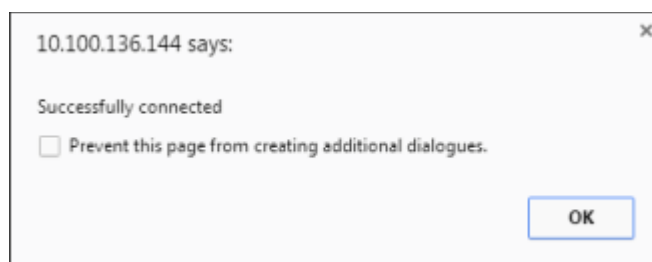 10.100.136.144 says:
Successfully connected
Prevent this page from creating additional dialogues.
OK